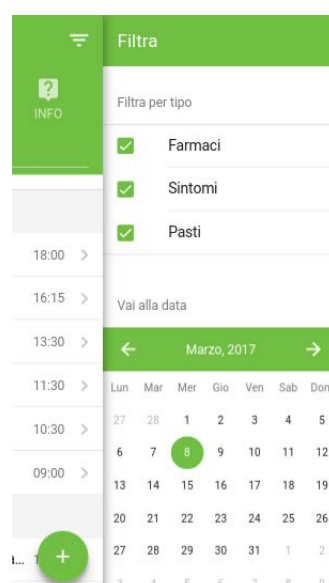 Filtra
?
INFO
Filtra per tipo
Farmaci
Sintomi
Pasti
18:00
16:15
13:30
11:30
10:30
09:00
Vai alla data
Marzo, 2017
Lun Mar Mer Gio Ven Sab Dom
27 28 1 2 3 4 5
6 7 8 9 10 11 12
13 14 15 16 17 18 19
20 21 22 23 24 25 26
27 28 29 30 31 1 2
+